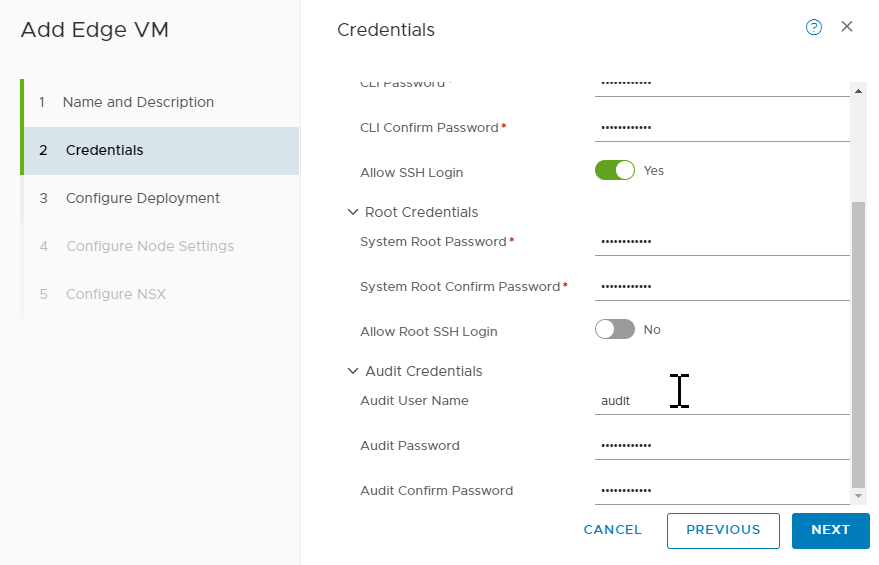 Add Edge VM
1 Name and Description
2 Credentials
3 Configure Deployment
4 Configure Node Settings
5 Configure NSX
Credentials
?
CLI Password * ••••••••••••
CLI Confirm Password * ••••••••••••
Allow SSH Login Yes
Root Credentials
System Root Password * ••••••••••••
System Root Confirm Password * ••••••••••••
Allow Root SSH Login No
Audit Credentials
Audit User Name audit
Audit Password ••••••••••••
Audit Confirm Password ••••••••••••
CANCEL PREVIOUS NEXT